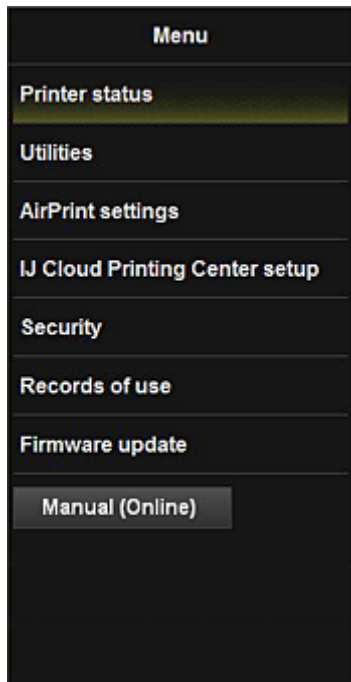 Menu
Printer status
Utilities
AirPrint settings
IJ Cloud Printing Center setup
Security
Records of use
Firmware update
Manual (Online)